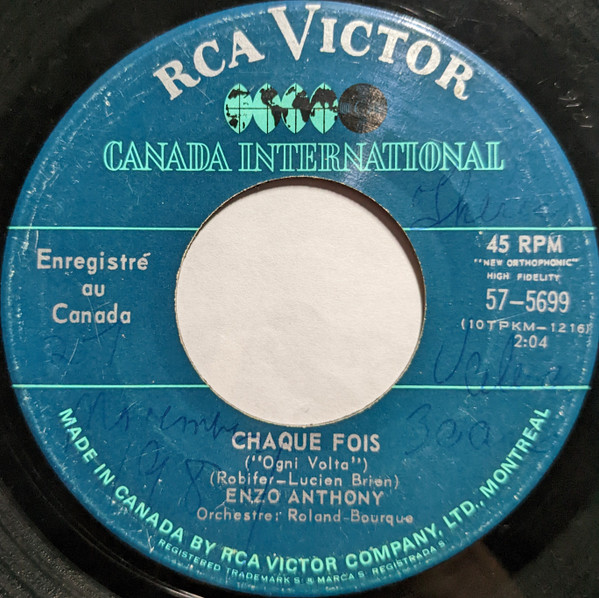 RCA VICTOR
CANADA INTERNATIONAL
Enregistré
au
Canada
45 RPM
"NEW ORTHOPHONIC"
HIGH FIDELITY
57-5699
(10TPKM-1216)
2:04
27
Novembre
CHAQUE FOIS
("Ogni Volta")
(Robifer-Lucien Brien)
ENZO ANTHONY
Orchestre: Roland-Bourque
MADE IN CANADA BY RCA VICTOR COMPANY, LTD., MONTREAL
REGISTERED TRADEMARKS & MARCAS REGISTRADAS